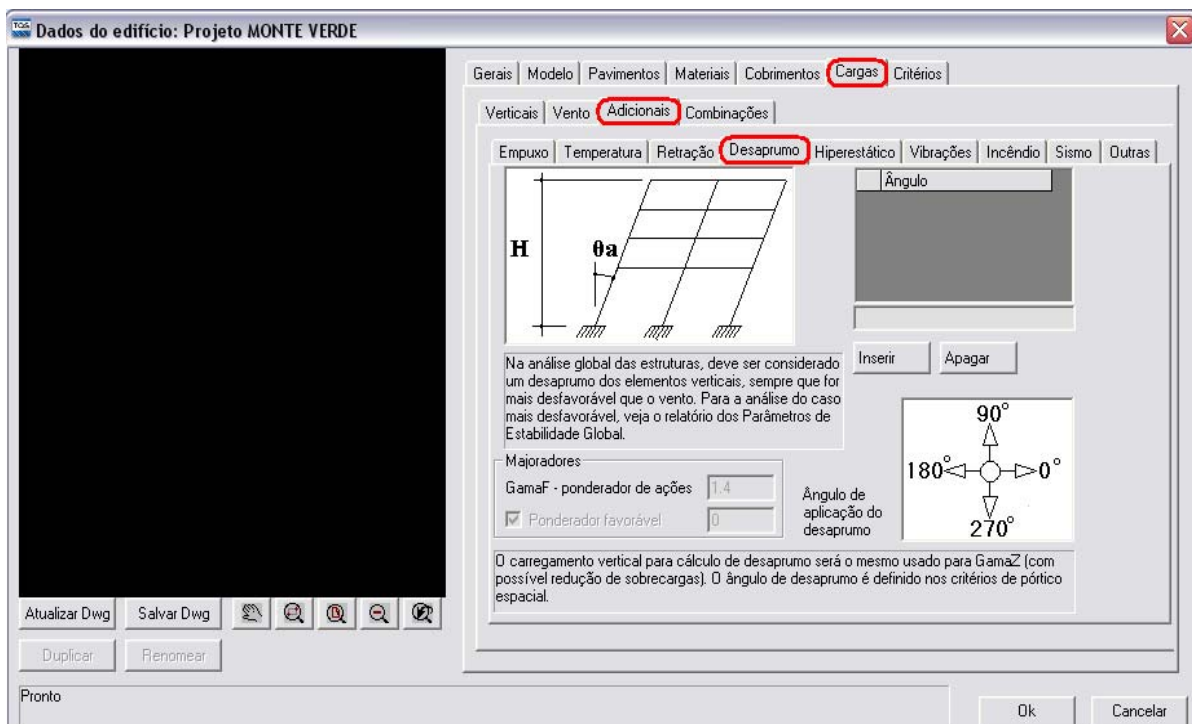 TQS Dados do edifício: Projeto MONTE VERDE
Gerais Modelo Pavimentos Materiais Cobrimentos Cargas Critérios
Verticais Vento Adicionais Combinações
Empuxo Temperatura Retração Desaprumo Hiperestático Vibrações Incêndio Sismo Outras
H
θa
Ângulo
Inserir Apagar
Na análise global das estruturas, deve ser considerado
um desaprumo dos elementos verticais, sempre que for
mais desfavorável que o vento. Para a análise do caso
mais desfavorável, veja o relatório dos Parâmetros de
Estabilidade Global.
Majoradores
GamaF - ponderador de ações 1.4
Ponderador favorável 0
Ângulo de
aplicação do
desaprumo
90°
180° 0°
270°
O carregamento vertical para cálculo de desaprumo será o mesmo usado para GamaZ (com
possível redução de sobrecargas). O ângulo de desaprumo é definido nos critérios de pórtico
espacial.
Atualizar Dwg Salvar Dwg
Duplicar Renomear
Pronto
Ok Cancelar